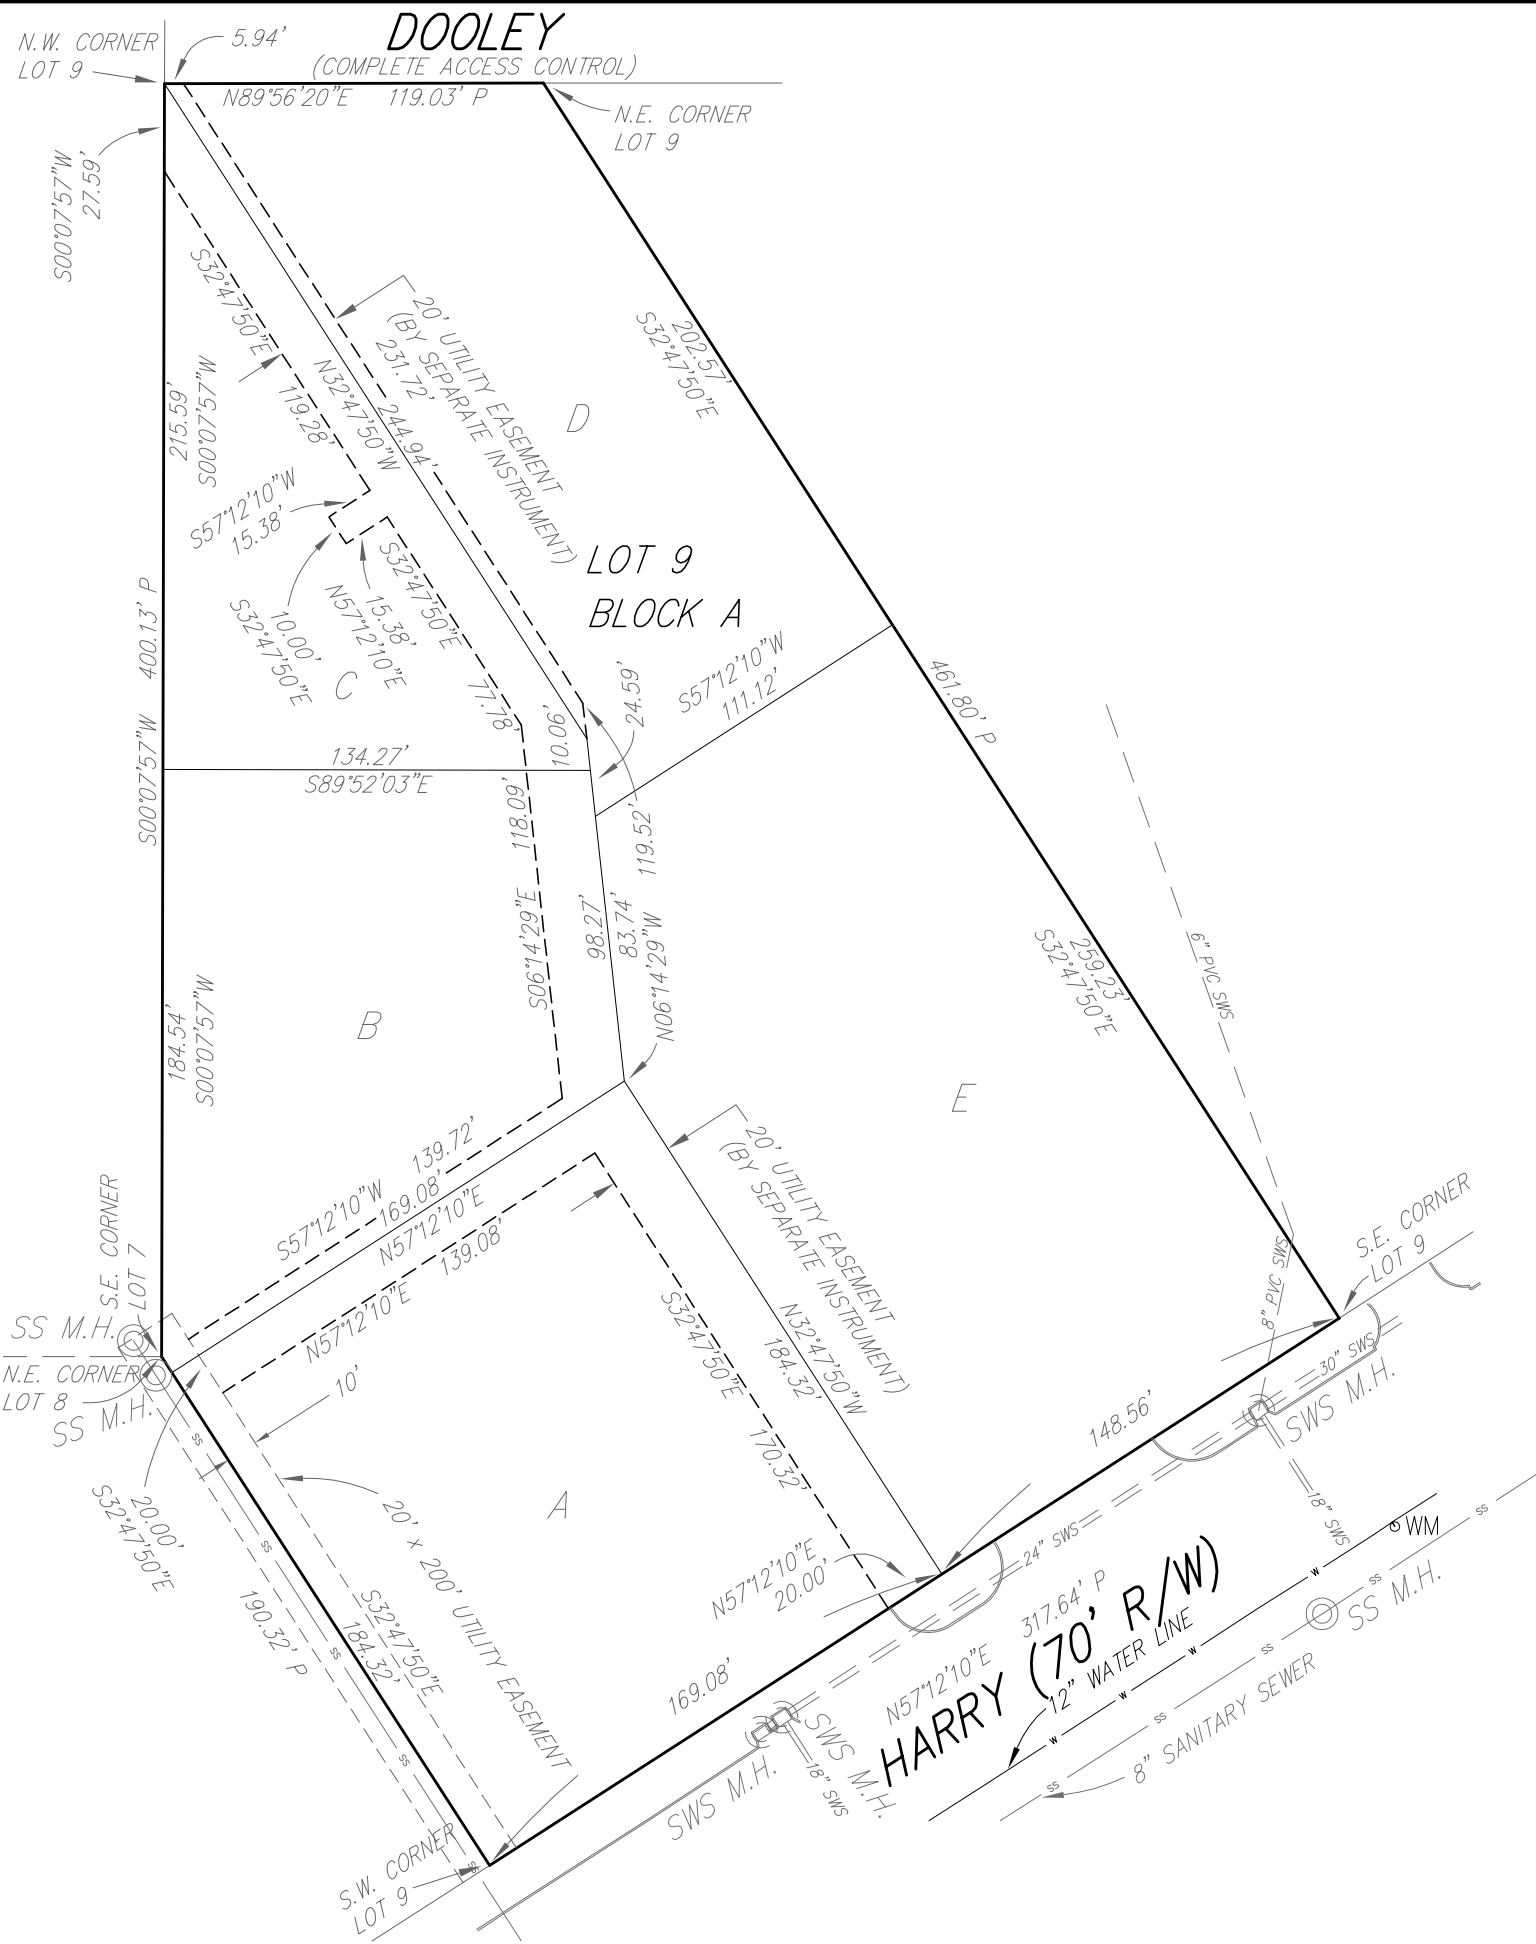 N.W. CORNER
LOT 9
5.94'
DOOLEY
(COMPLETE ACCESS CONTROL)
N89°56'20"E 119.03' P
N.E. CORNER
LOT 9
S00°07'57"W
27.59'
S32°47'50"E
119.28'
20' UTILITY EASEMENT
(BY SEPARATE INSTRUMENT)
231.72'
N32°47'50"W
244.94'
202.57'
S32°47'50"E
215.59'
S00°07'57"W
D
S57°12'10"W
15.38'
LOT 9
BLOCK A
S32°47'50"E
77.78'
15.38'
N57°12'10"E
10.00'
S32°47'50"E
C
S00°07'57"W 400.13' P
24.59'
S57°12'10"W
111.12'
461.80' P
10.06'
134.27'
S89°52'03"E
118.09'
S06°14'29"E
119.52'
98.27'
83.74'
N06°14'29"W
259.23'
S32°47'50"E
6" PVC SWS
184.54'
S00°07'57"W
B
E
139.72'
S57°12'10"W
169.08'
N57°12'10"E
139.08'
N57°12'10"E
20' UTILITY EASEMENT
(BY SEPARATE INSTRUMENT)
S.E. CORNER
LOT 7
SS M.H.
N.E. CORNER
LOT 8
SS M.H.
10'
S32°47'50"E
170.32'
N32°47'50"W
184.32'
8" PVC SWS
S.E. CORNER
LOT 9
30" SWS
SWS M.H.
148.56'
18" SWS
20.00'
S32°47'50"E
SS
A
20' x 200' UTILITY EASEMENT
N57°12'10"E
20.00'
24" SWS
WM
W
SS
SS
SS M.H.
190.32' P
S32°47'50"E
184.32'
SS
SS
SS
SS
169.08'
N57°12'10"E 317.64' P
HARRY (70' R/W)
12" WATER LINE
W
W
W
SS
SS
SS
8" SANITARY SEWER
SWS M.H.
SWS M.H.
18" SWS
S.W. CORNER
LOT 9